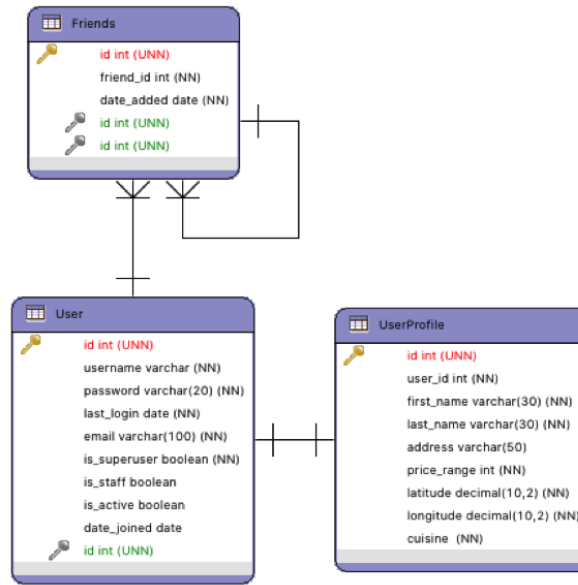 Friends
id int (UNN)
friend_id int (NN)
date_added date (NN)
id int (UNN)
id int (UNN)
User
id int (UNN)
username varchar (NN)
password varchar(20) (NN)
last_login date (NN)
email varchar(100) (NN)
is_superuser boolean (NN)
is_staff boolean
is_active boolean
date_joined date
id int (UNN)
UserProfile
id int (UNN)
user_id int (NN)
first_name varchar(30) (NN)
last_name varchar(30) (NN)
address varchar(50)
price_range int (NN)
latitude decimal(10,2) (NN)
longitude decimal(10,2) (NN)
cuisine (NN)